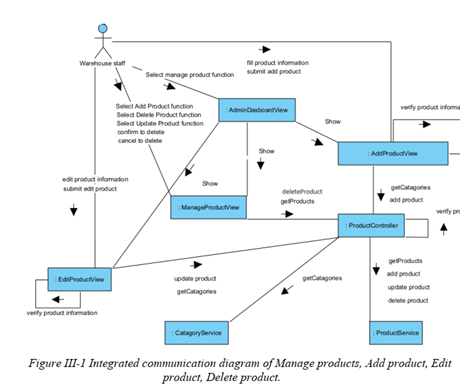 fill product information
submit add product
Warehouse staff
Select manage product function
Select Add Product function
Select Delete Product function
Select Update Product function
confirm to delete
cancel to delete
: AdminDasboardView
verify product informa
Show
Show
: AddProductView
edit product information
submit edit product
Show
deleteProduct
getProducts
getCatagories
add product
: ManageProductView
: ProductController
verify pr
getProducts
add product
update product
delete product
: EditProductView
update product
getCatagories
getCatagories
verify product information
: CatagoryService
: ProductService
Figure III-1 Integrated communication diagram of Manage products, Add product, Edit
product, Delete product.